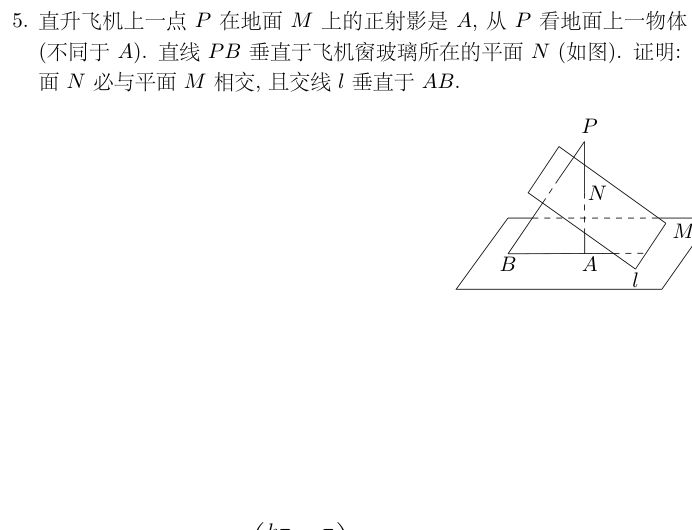 5. 直升飞机上一点 P 在地面 M 上的正射影是 A, 从 P 看地面上一物体
(不同于 A). 直线 PB 垂直于飞机窗玻璃所在的平面 N (如图). 证明:
面 N 必与平面 M 相交, 且交线 l 垂直于 AB.
P
N
M
B
A
l